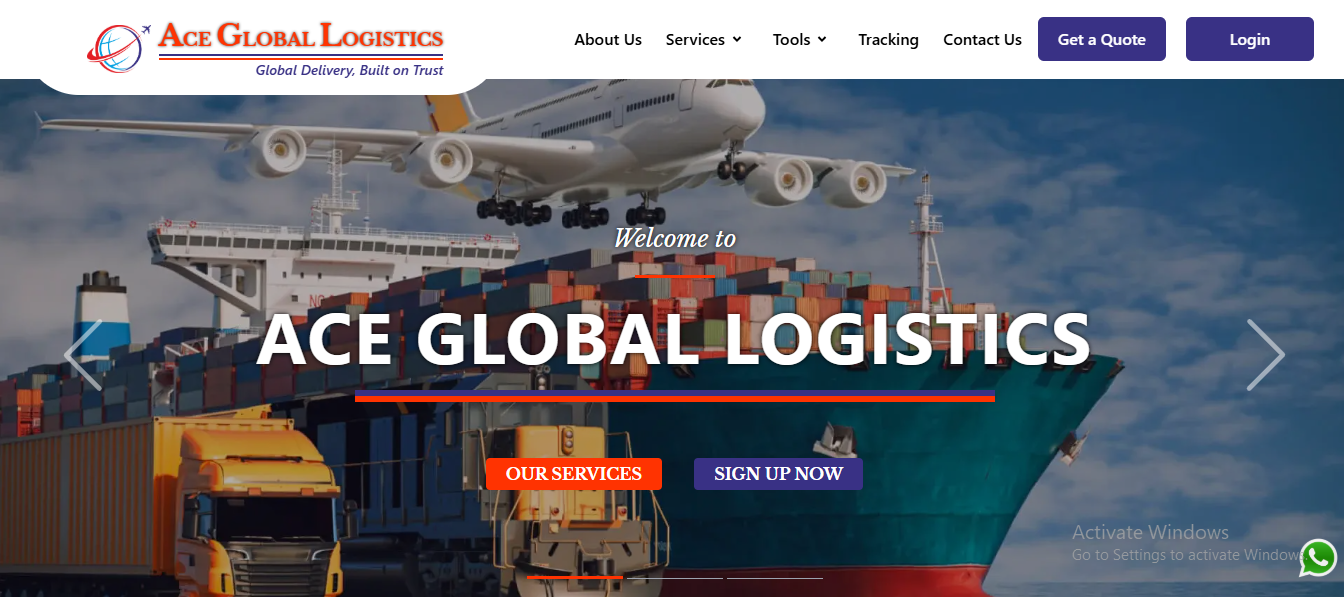 ACE GLOBAL LOGISTICS
Global Delivery, Built on Trust
About Us
Services
Tools
Tracking
Contact Us
Get a Quote
Login
Welcome to
ACE GLOBAL LOGISTICS
OUR SERVICES
SIGN UP NOW
Activate Windows
Go to Settings to activate Windows.